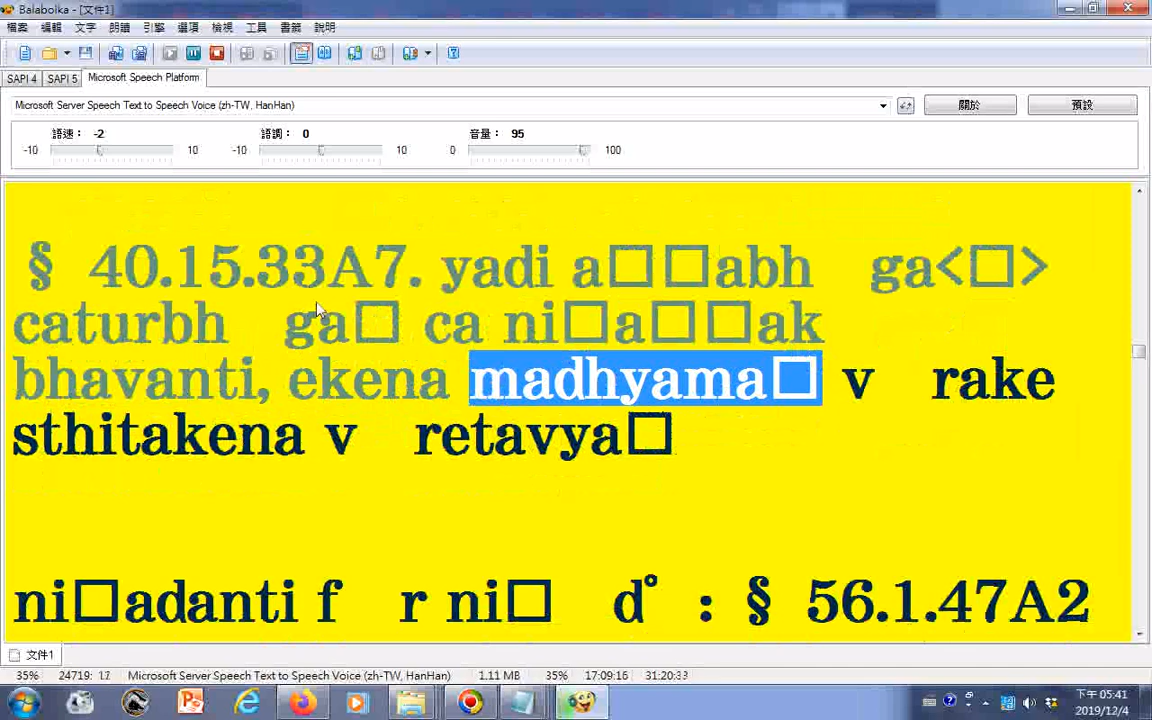 Balabolka - [文件1]
檔案 編輯 文字 朗讀 引擎 選項 檢視 工具 書籤 說明
SAPI 4 SAPI 5 Microsoft Speech Platform
Microsoft Server Speech Text to Speech Voice (zh-TW, HanHan) 關於 預設
語速： -2 語調： 0 音量： 95
-10 10 -10 10 0 100
§ 40.15.33A7. yadi a□□abh ga<□>
caturbh ga□ ca ni□a□□ak
bhavanti, ekena madhyama□ v rake
sthitakena v retavya□
ni□adanti f r ni□ d° : § 56.1.47A2
文件1
35% 24719: 17 Microsoft Server Speech Text to Speech Voice (zh-TW, HanHan) 1.11 MB 35% 17:09:16 31:20:33
下午 05:41
2019/12/4